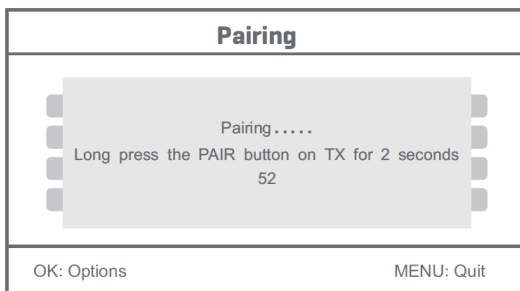 Pairing
Pairing.....
Long press the PAIR button on TX for 2 seconds
52
OK: Options
MENU: Quit